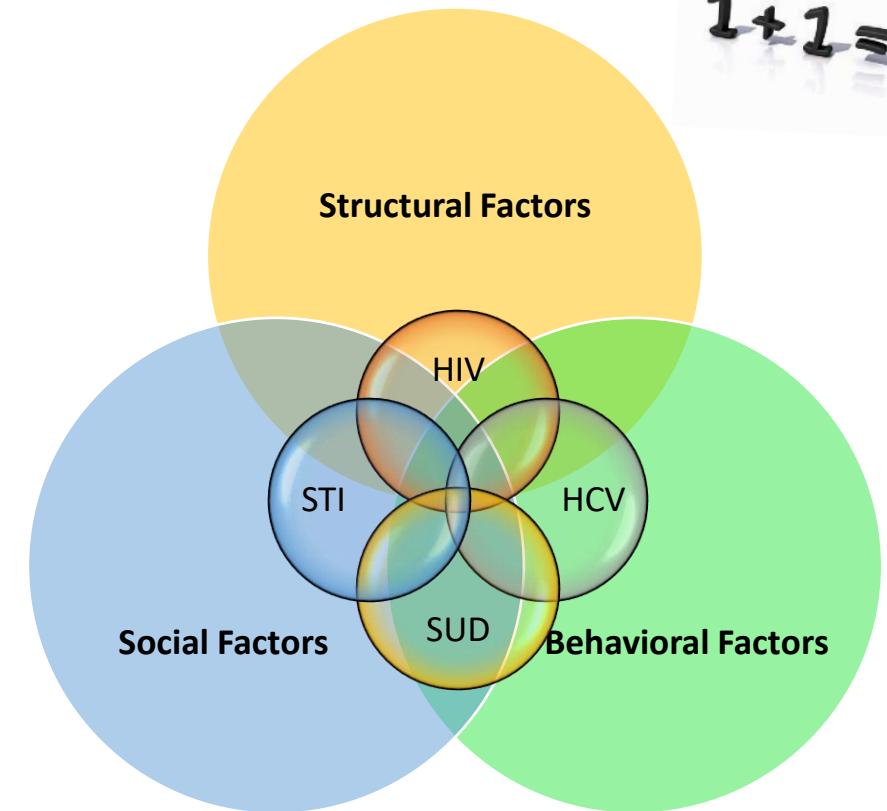 1+1=
Structural Factors
HIV
STI
HCV
SUD
Social Factors
Behavioral Factors